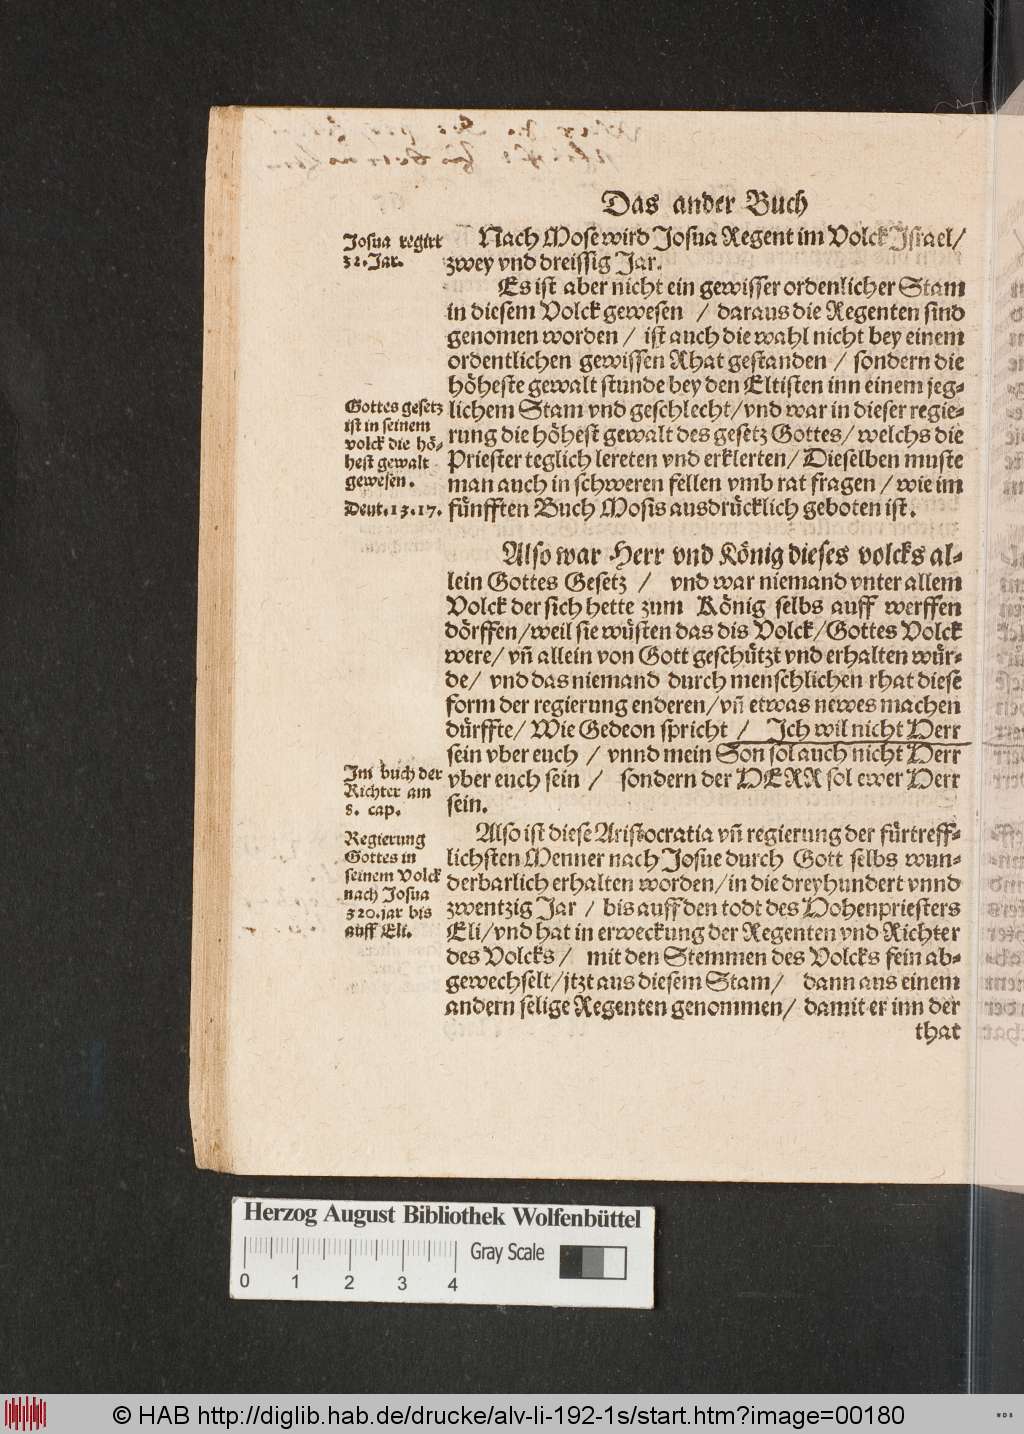 Das ander Buch
Josua regirt
32.Jar.
Nach Mose wird Josua Regent im Volck Israel/
zwey vnd dreissig Jar.
Es ist aber nicht ein gewisser ordenlicher Stam
in diesem Volck gewesen / daraus die Regenten sind
genomen worden / ist auch die wahl nicht bey einem
ordentlichen gewissen Rhat gestanden / sondern die
höheste gewalt stunde bey den Eltisten inn einem jeg-
lichem Stam vnd geschlecht/vnd war in dieser regie-
rung die höhest gewalt des gesetz Gottes/welchs die
Priester teglich lereten vnd erklerten/Dieselben muste
man auch in schweren fellen vmb rat fragen / wie im
fünfften Buch Mosis ausdrücklich geboten ist.
Gottes gesetz
ist in seinem
volck die hö-
hest gewalt
gewesen.
Deut.13.17.
Also war Herr vnd König dieses volcks al-
lein Gottes Gesetz / vnd war niemand vnter allem
Volck der sich hette zum König selbs auff werffen
dörffen/weil sie wüsten das dis Volck/Gottes Volck
were/vn̄ allein von Gott geschützt vnd erhalten wür-
de/ vnd das niemand durch menschlichen rhat diese
form der regierung enderen/vn̄ etwas newes machen
dürffte/Wie Gedeon spricht / Ich wil nicht Herr
sein vber euch / vnnd mein Son sol auch nicht Herr
vber euch sein / sondern der HERR sol ewer Herr
sein.
Im buch der
Richter am
8. cap.
Also ist diese Aristocratia vn̄ regierung der fürtreff-
lichsten Menner nach Josue durch Gott selbs wun-
derbarlich erhalten worden/in die dreyhundert vnnd
zwentzig Jar / bis auff den todt des Hohenpriesters
Eli/vnd hat in erweckung der Regenten vnd Richter
des Volcks / mit den Stemmen des Volcks fein ab-
gewechselt/jtzt aus diesem Stam/ dann aus einem
andern selige Regenten genommen/ damit er inn der
that
Regierung
Gottes in
seinem Volck
nach Josua
320.jar bis
auff Eli.
Herzog August Bibliothek Wolfenbüttel
Gray Scale
0 1 2 3 4
© HAB http://diglib.hab.de/drucke/alv-li-192-1s/start.htm?image=00180
WDB